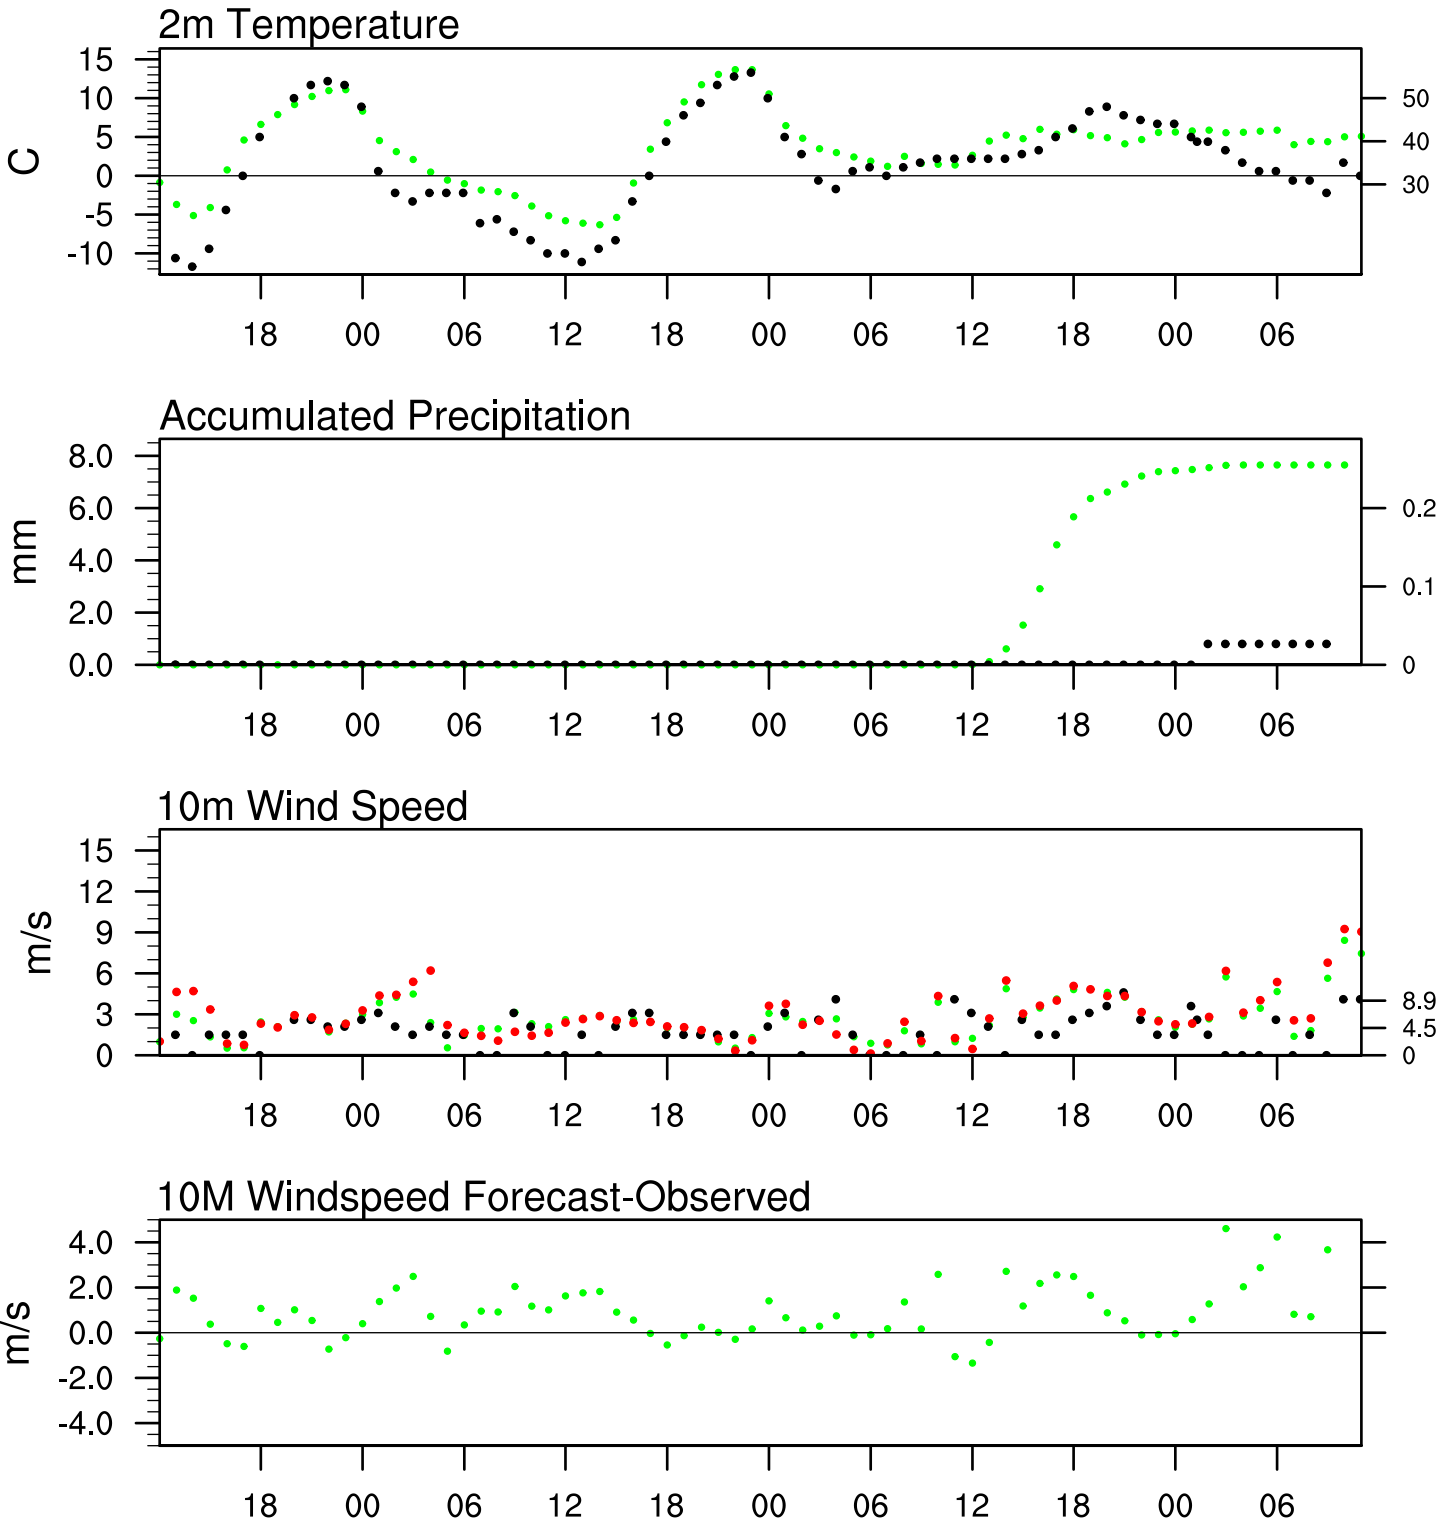 2m Temperature
15
10
5
0
-5
-10
C
50
40
30
18 00 06 12 18 00 06 12 18 00 06
Accumulated Precipitation
8.0
6.0
4.0
2.0
0.0
mm
0.2
0.1
0
18 00 06 12 18 00 06 12 18 00 06
10m Wind Speed
15
12
9
6
3
0
m/s
8.9
4.5
0
18 00 06 12 18 00 06 12 18 00 06
10M Windspeed Forecast-Observed
4.0
2.0
0.0
-2.0
-4.0
m/s
18 00 06 12 18 00 06 12 18 00 06